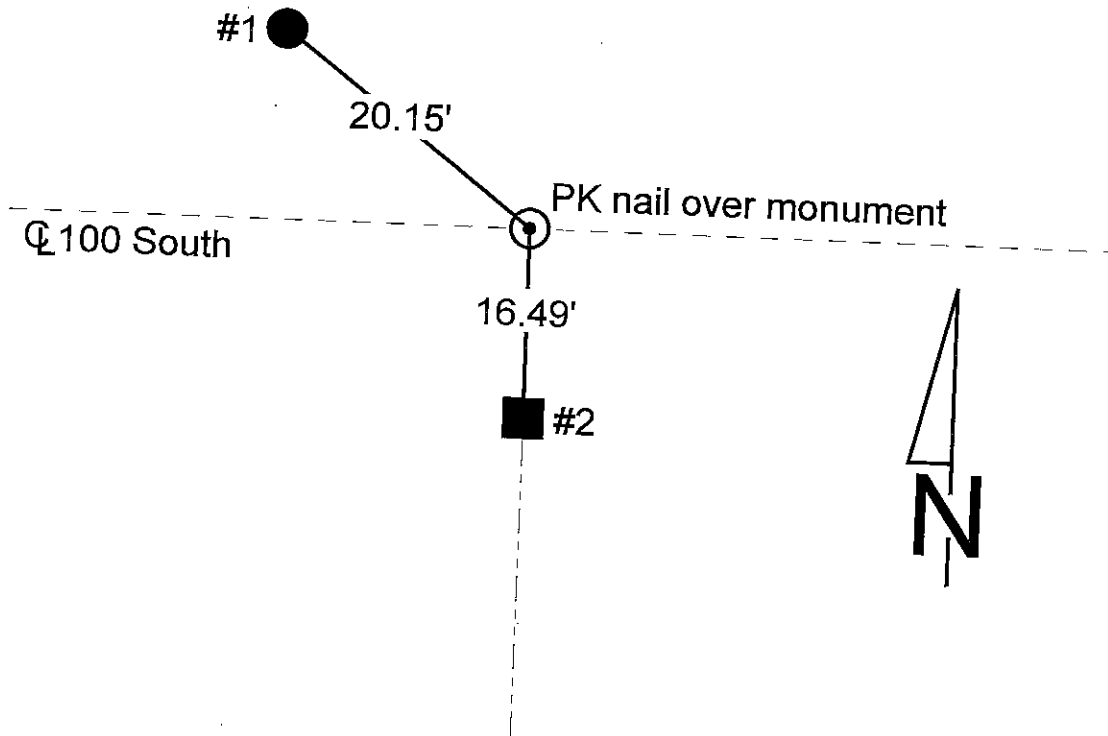 #1
20.15'
PK nail over monument
℄ 100 South
16.49'
#2
N